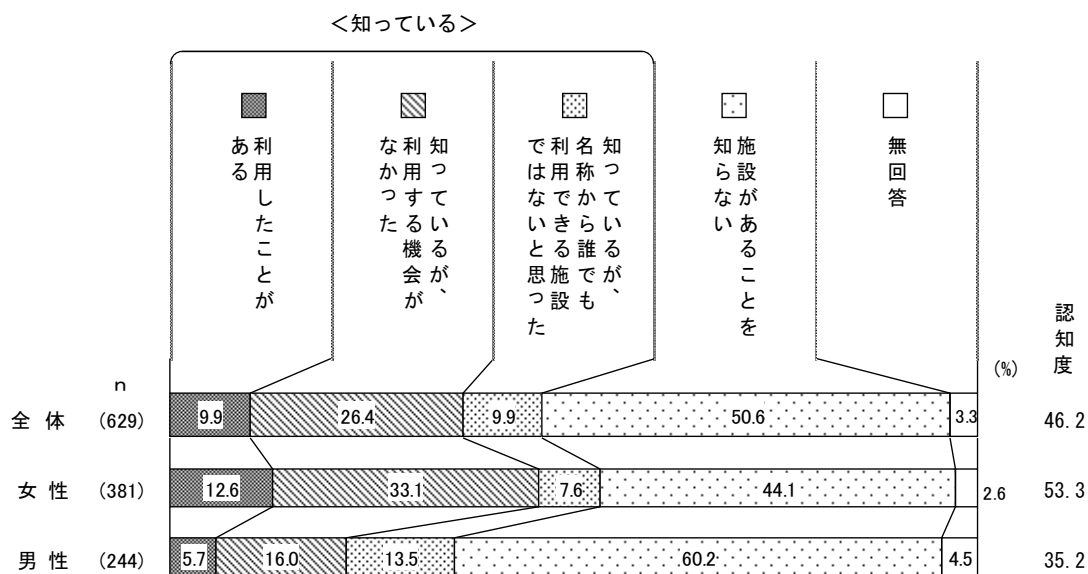 ＜知っている＞
利用したことが
ある
知っているが、
利用する機会が
なかった
知っているが、
名称から誰でも
利用できる施設
ではないと思った
施設があることを
知らない
無回答
認知度
(%)
n
全体 (629) 9.9 26.4 9.9 50.6 3.3 46.2
女性 (381) 12.6 33.1 7.6 44.1 2.6 53.3
男性 (244) 5.7 16.0 13.5 60.2 4.5 35.2